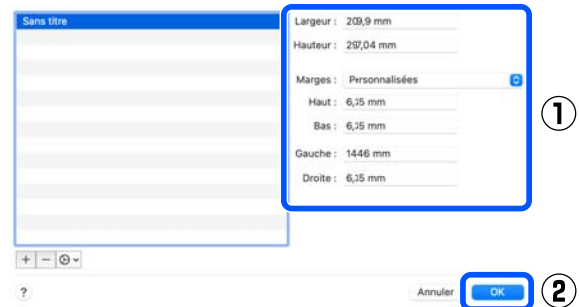 Sans titre
Largeur : 209,9 mm
Hauteur : 297,04 mm
Marges : Personnalisées
Haut : 6,35 mm
Bas : 6,35 mm
Gauche : 1446 mm
Droite : 6,35 mm
①
+ −
?
Annuler OK
②